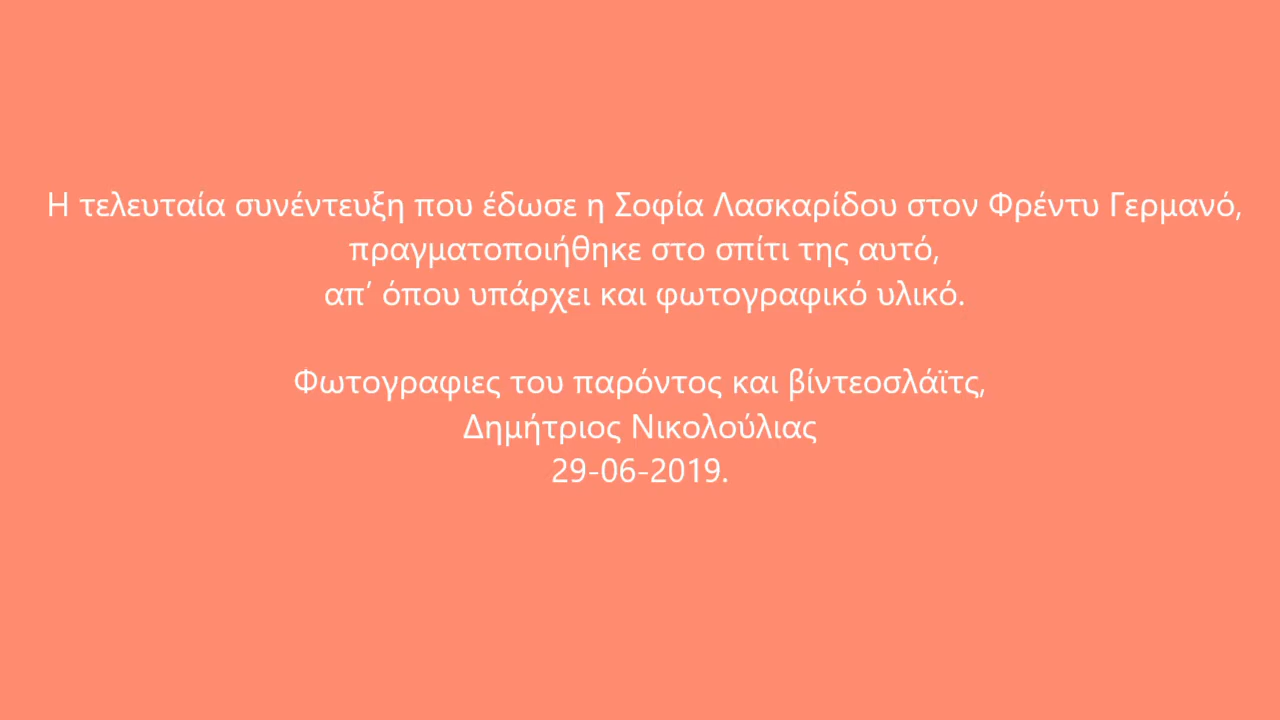 Η τελευταία συνέντευξη που έδωσε η Σοφία Λασκαρίδου στον Φρέντυ Γερμανό,
πραγματοποιήθηκε στο σπίτι της αυτό,
απ’ όπου υπάρχει και φωτογραφικό υλικό.
Φωτογραφιες του παρόντος και βίντεοσλάϊτς,
Δημήτριος Νικολούλιας
29-06-2019.